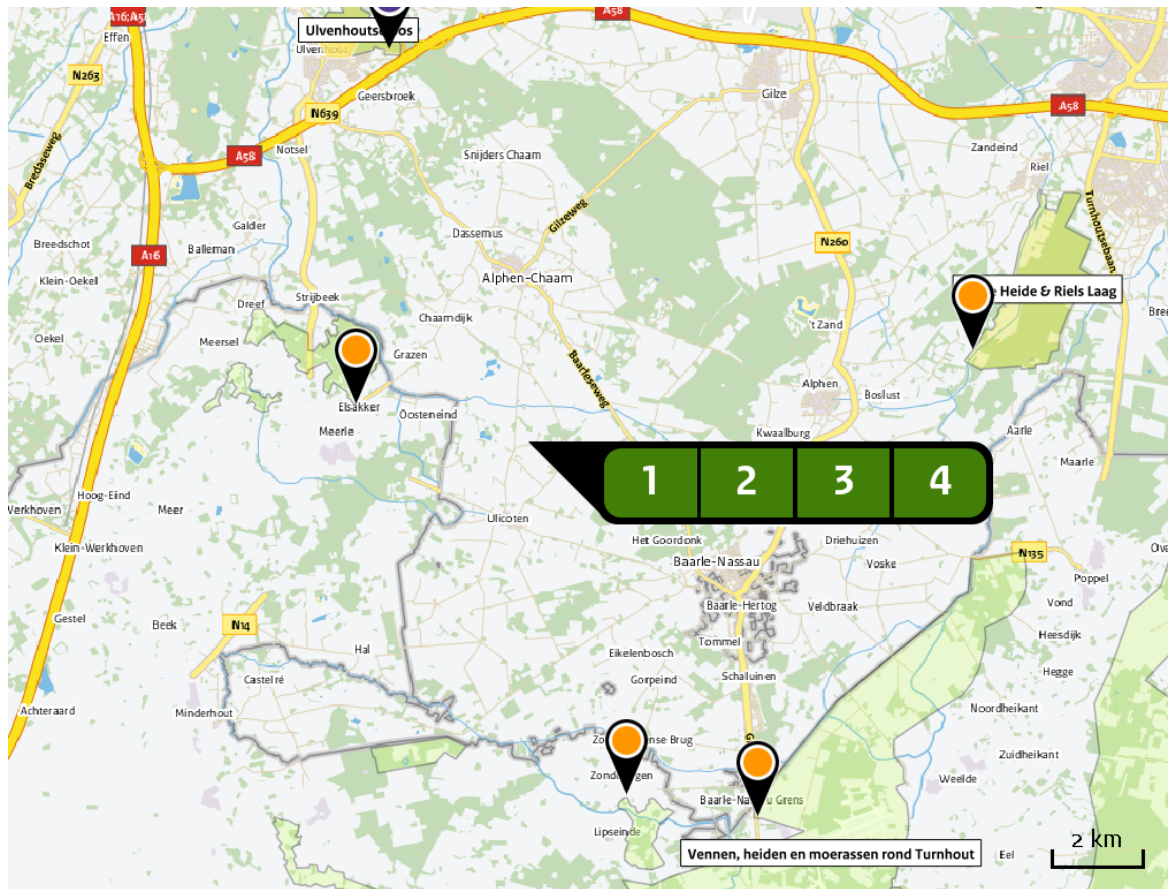 A58
Effen
Ulvenhoutse Bos
Ulvenhout
N263
Geersbroek
Gilze
A58
N639
Bredaseweg
Notsel
A58
Snijders Chaam
Zandeind
Riel
Turnhoutsebaan
Gilzeweg
Galder
Dassemus
Breedschot
Balleman
A16
N260
Klein-Oekel
Alphen-Chaam
Heide & Riels Laag
Strijbeek
Dreef
Chaamdijk
't Zand
Oekel
Meersel
Grazen
Baarleseweg
Alphen
BosLust
Elsakker
Oosteneind
Meerle
Kwaalburg
Aarle
Maarle
1 2 3 4
Hoog-Eind
Meer
Ulicoten
Het Goordonk
Driehuizen
Klein-Werkhoven
Baarle-Nassau
Voske
N135
Poppel
Baarle-Hertog
Veldbraak
Vond
Gestel
Beek
N14
Tommel
Heesdijk
Hal
Eikelenbosch
Hegge
Castelré
Gorpeind
Schaluinen
Achteraard
Minderhout
Noordheikant
Zuidheikant
Weelde
Lipseinde
Vennen, heiden en moerassen rond Turnhout
Eel
2 km